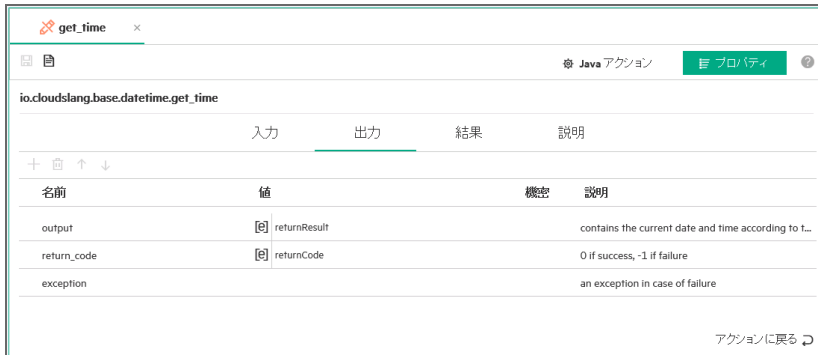 get_time ×
Java アクション プロパティ ?
io.cloudslang.base.datetime.get_time
入力 出力 結果 説明
名前 値 機密 説明
output [e] returnResult contains the current date and time according to t...
return_code [e] returnCode 0 if success, -1 if failure
exception an exception in case of failure
アクションに戻る